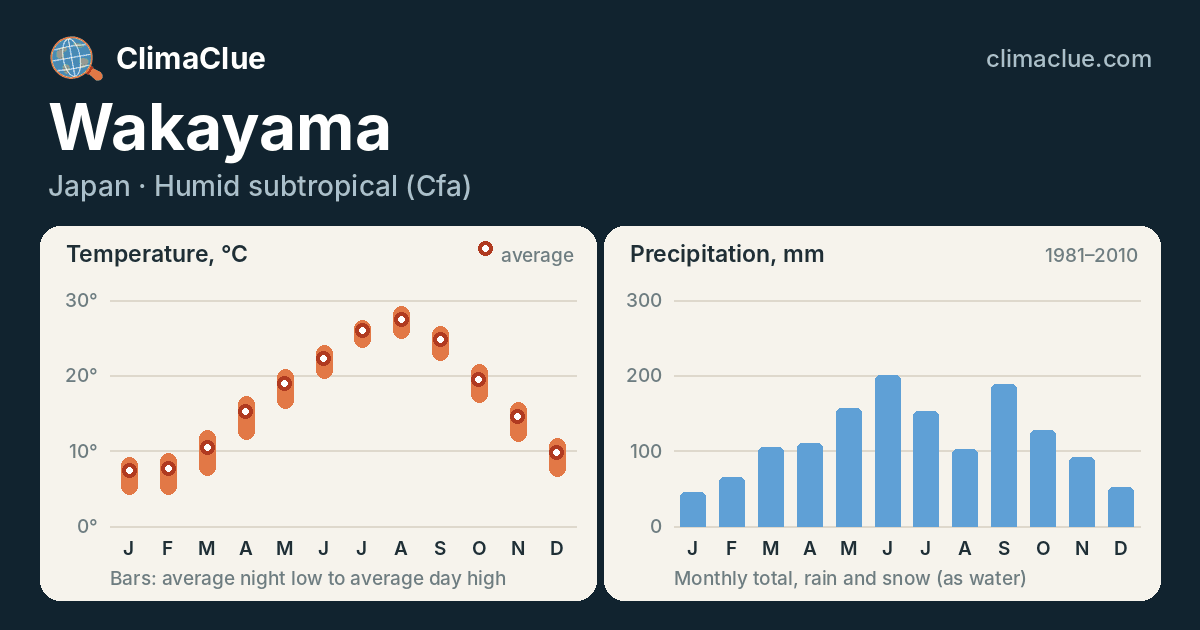 ClimaClue
climaclue.com
Wakayama
Japan · Humid subtropical (Cfa)
Temperature, °C
average
30°
20°
10°
0°
J F M A M J J A S O N D
Bars: average night low to average day high
Precipitation, mm
1981–2010
300
200
100
0
J F M A M J J A S O N D
Monthly total, rain and snow (as water)